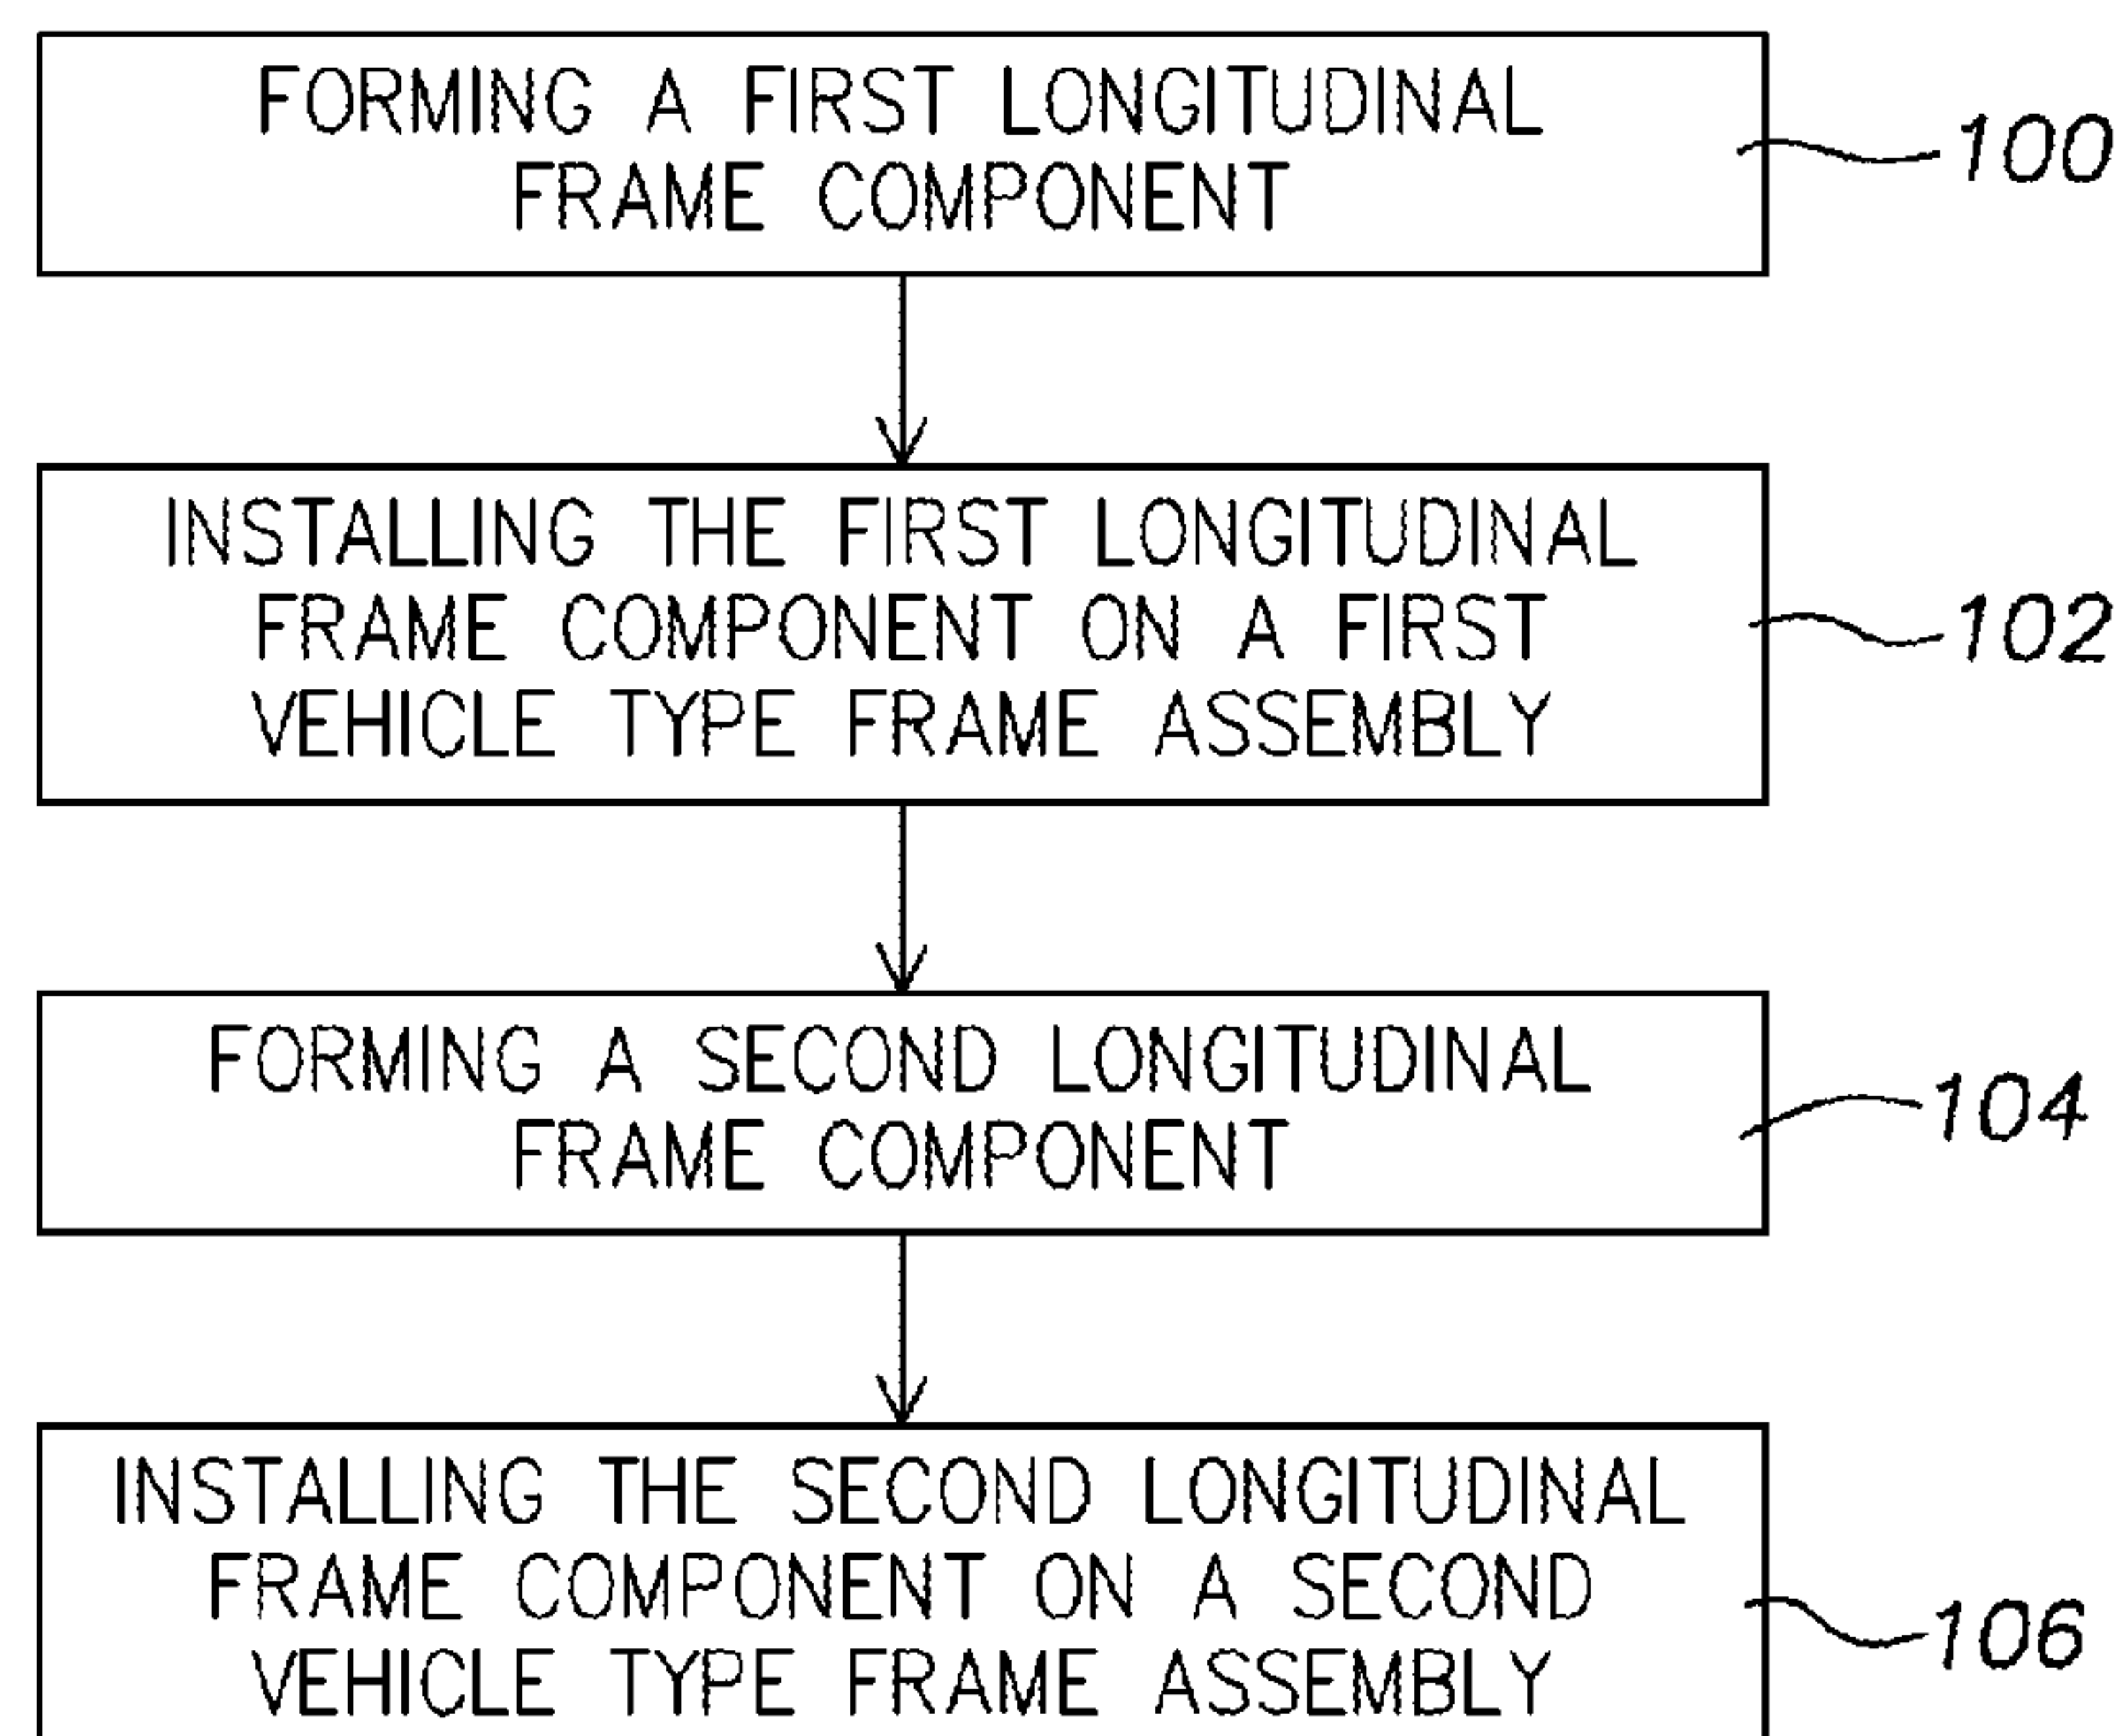 FORMING A FIRST LONGITUDINAL
FRAME COMPONENT
100
INSTALLING THE FIRST LONGITUDINAL
FRAME COMPONENT ON A FIRST
VEHICLE TYPE FRAME ASSEMBLY
102
FORMING A SECOND LONGITUDINAL
FRAME COMPONENT
104
INSTALLING THE SECOND LONGITUDINAL
FRAME COMPONENT ON A SECOND
VEHICLE TYPE FRAME ASSEMBLY
106